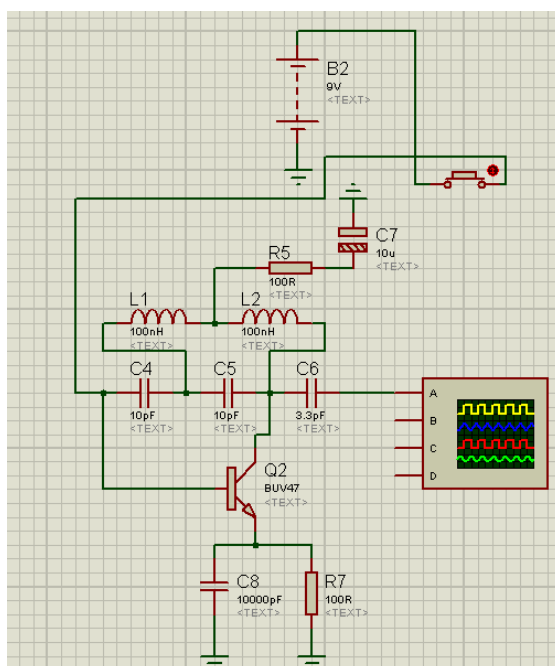 B2
9V
<TEXT>
C7
10u
<TEXT>
R5
100R
<TEXT>
L1
100nH
<TEXT>
L2
100nH
<TEXT>
C4
10pF
<TEXT>
C5
10pF
<TEXT>
C6
3.3pF
<TEXT>
A
B
C
D
Q2
BUV47
<TEXT>
C8
10000pF
<TEXT>
R7
100R
<TEXT>